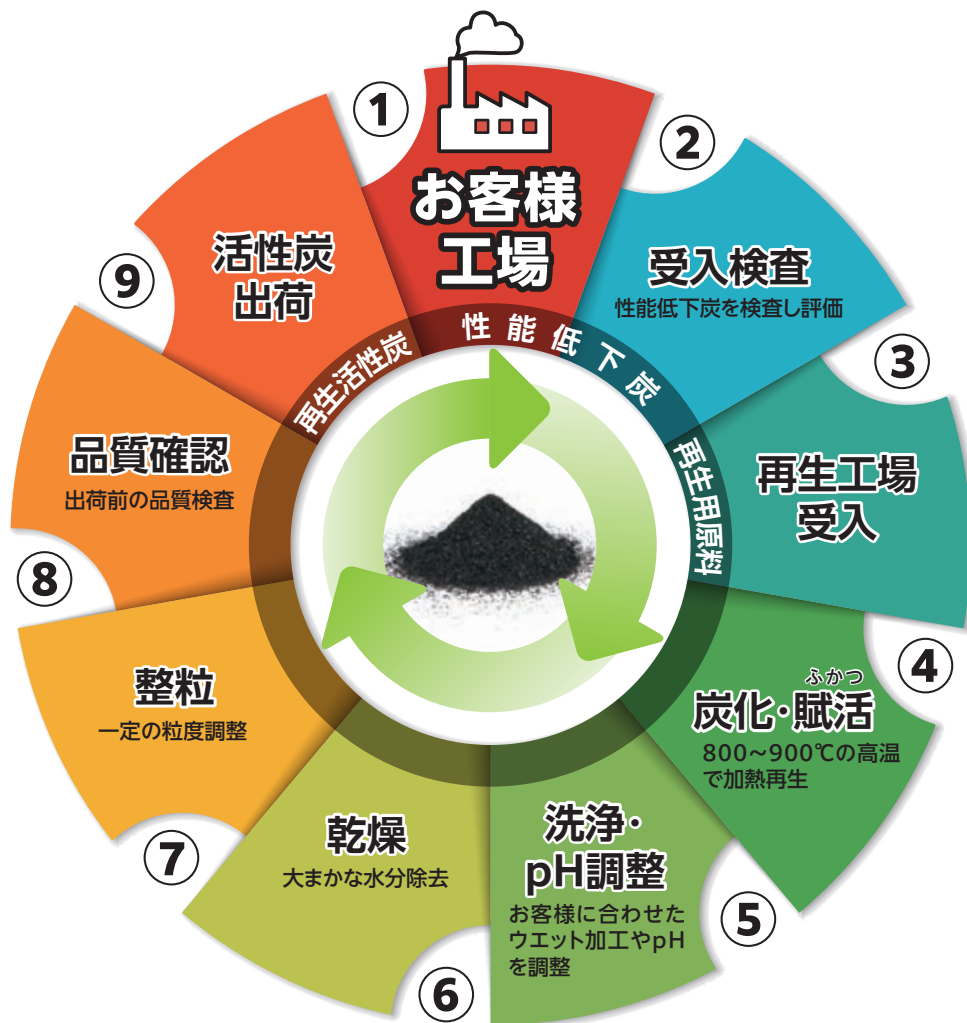 ①
お客様
工場
②
受入検査
性能低下炭を検査し評価
③
再生工場
受入
④
ふかつ
炭化・賦活
800～900℃の高温
で加熱再生
⑤
洗浄・
pH調整
お客様に合わせた
ウエット加工やpH
を調整
⑥
乾燥
大まかな水分除去
⑦
整粒
一定の粒度調整
⑧
品質確認
出荷前の品質検査
⑨
活性炭
出荷
性能低下炭
再生用原料
再生活性炭